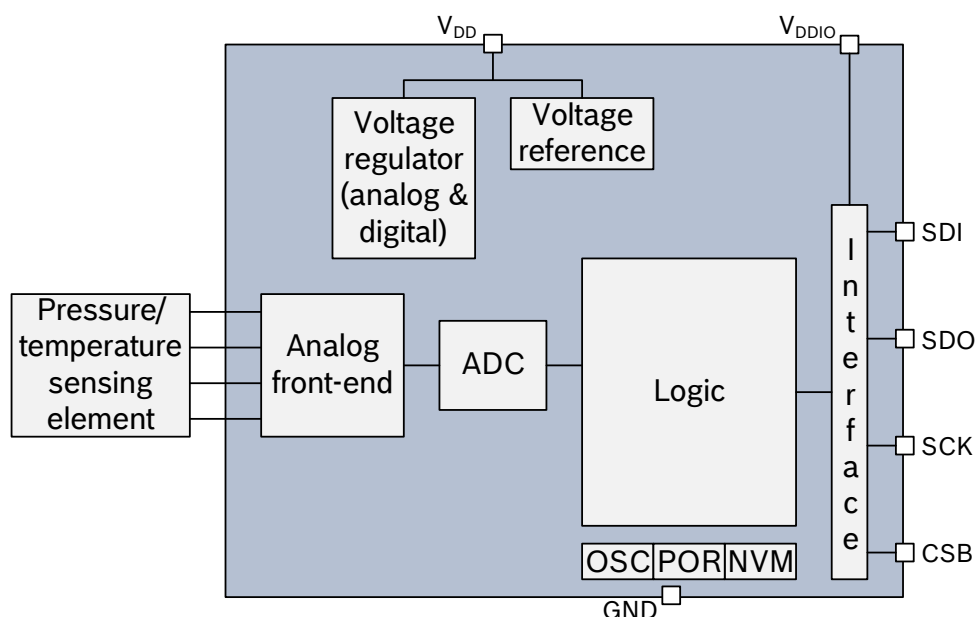 VDD
VDDIO
Voltage
regulator
(analog &
digital)
Voltage
reference
Pressure/
temperature
sensing
element
Analog
front-end
ADC
Logic
OSC POR NVM
Interface
SDI
SDO
SCK
CSB
GND